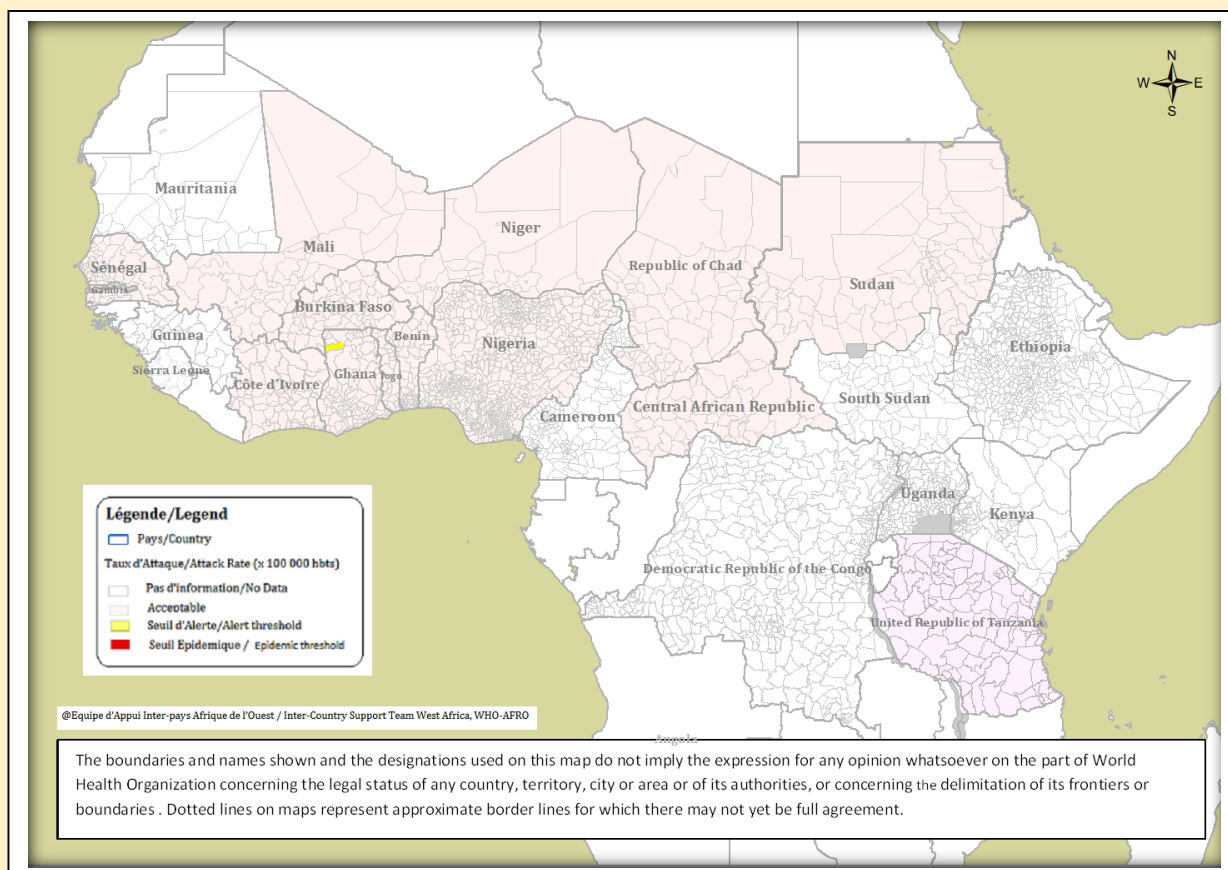 N
W E
S
Mauritania
Mali
Niger
Republic of Chad
Sudan
Sénégal
Gambia
Burkina Faso
Guinea
Benin
Nigeria
Ethiopia
Sierra Leone
Côte d'Ivoire
Ghana
Togo
Cameroon
Central African Republic
South Sudan
Uganda
Kenya
Democratic Republic of the Congo
United Republic of Tanzania
Angola
Légende/Legend
Pays/Country
Taux d'Attaque/Attack Rate (x 100 000 hbts)
Pas d'information/No Data
Acceptable
Seuil d'Alerte/Alert threshold
Seuil Epidemique / Epidemic threshold
@Equipe d'Appui Inter-pays Afrique de l'Ouest / Inter-Country Support Team West Africa, WHO-AFRO
The boundaries and names shown and the designations used on this map do not imply the expression for any opinion whatsoever on the part of World
Health Organization concerning the legal status of any country, territory, city or area or of its authorities, or concerning the delimitation of its frontiers or
boundaries . Dotted lines on maps represent approximate border lines for which there may not yet be full agreement.